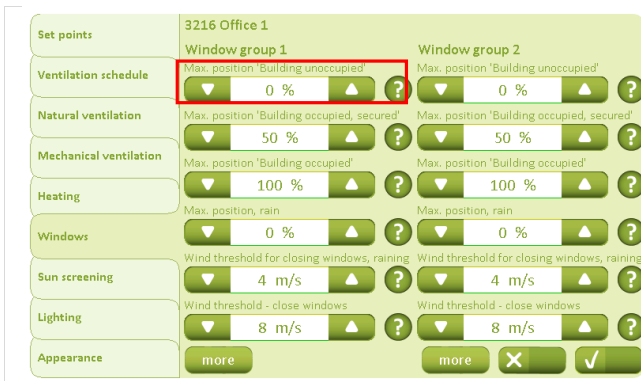 3216 Office 1
Set points
Ventilation schedule
Natural ventilation
Mechanical ventilation
Heating
Windows
Sun screening
Lighting
Appearance
Window group 1
Max. position 'Building unoccupied'
0 %
?
Max. position 'Building occupied, secured'
50 %
?
Max. position 'Building occupied'
100 %
?
Max. position, rain
0 %
?
Wind threshold for closing windows, raining
4 m/s
?
Wind threshold - close windows
8 m/s
?
more
Window group 2
Max. position 'Building unoccupied'
0 %
?
Max. position 'Building occupied, secured'
50 %
?
Max. position 'Building occupied'
100 %
?
Max. position, rain
0 %
?
Wind threshold for closing windows, raining
4 m/s
?
Wind threshold - close windows
8 m/s
?
more